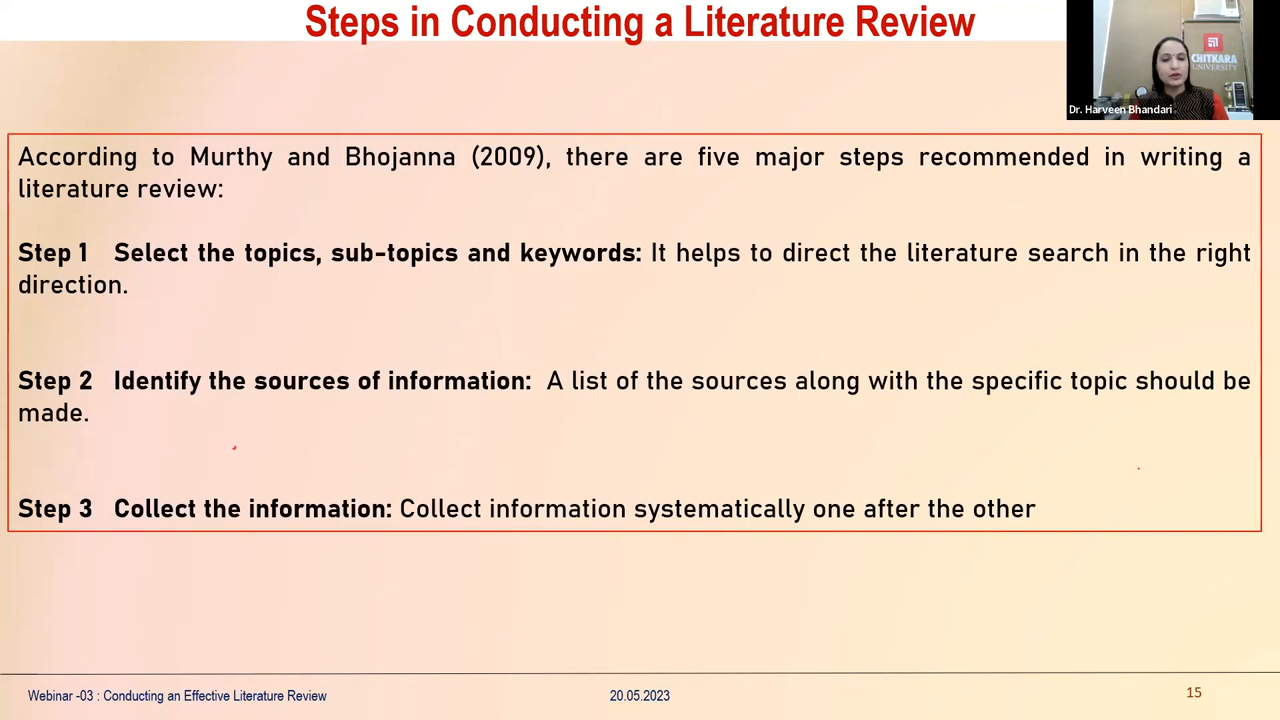 Steps in Conducting a Literature Review
CHITKARA
UNIVERSITY
Dr. Harveen Bhandari
According to Murthy and Bhojanna (2009), there are five major steps recommended in writing a
literature review:
Step 1 Select the topics, sub-topics and keywords: It helps to direct the literature search in the right
direction.
Step 2 Identify the sources of information: A list of the sources along with the specific topic should be
made.
Step 3 Collect the information: Collect information systematically one after the other
Webinar -03 : Conducting an Effective Literature Review
20.05.2023
15